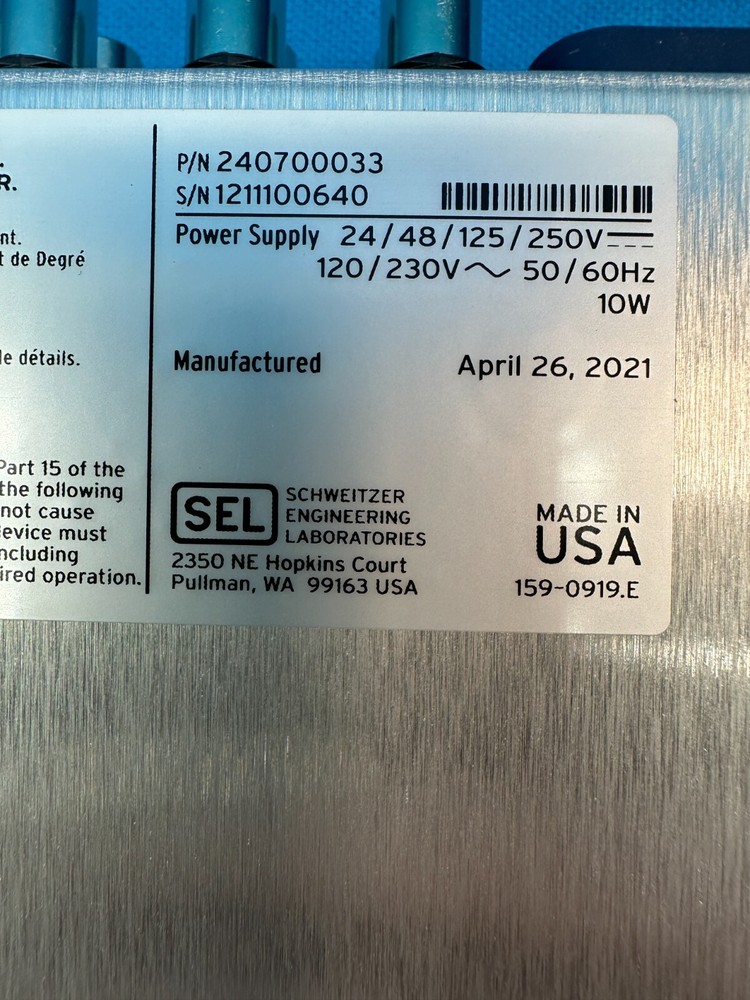 .
R.
nt.
t de Degré
le détails.
Part 15 of the
the following
not cause
evice must
ncluding
ired operation.
P/N 240700033
S/N 1211100640
Power Supply 24/48/125/250V⎓
120/230V∿ 50/60Hz
10W
Manufactured April 26, 2021
SEL SCHWEITZER
ENGINEERING
LABORATORIES
2350 NE Hopkins Court
Pullman, WA 99163 USA
MADE IN
USA
159-0919.E